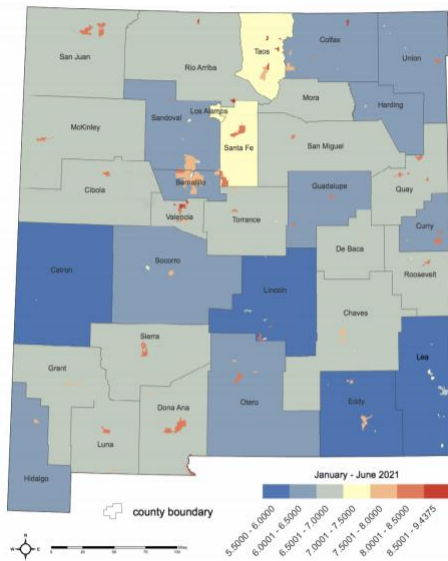 Taos
Colfax
San Juan
Union
Rio Arriba
Mora
Los Alamos
Harding
Sandoval
McKinley
Santa Fe
San Miguel
Bernalillo
Quay
Cibola
Guadalupe
Valencia
Torrance
Curry
De Baca
Socorro
Roosevelt
Catron
Lincoln
Chaves
Sierra
Lea
Grant
Otero
Eddy
Dona Ana
Luna
Hidalgo
January - June 2021
county boundary
5.5000 - 6.0000
6.0001 - 6.5000
6.5001 - 7.0000
7.0001 - 7.5000
7.5001 - 8.0000
8.0001 - 8.5000
8.5001 - 9.4375
N
W E
S